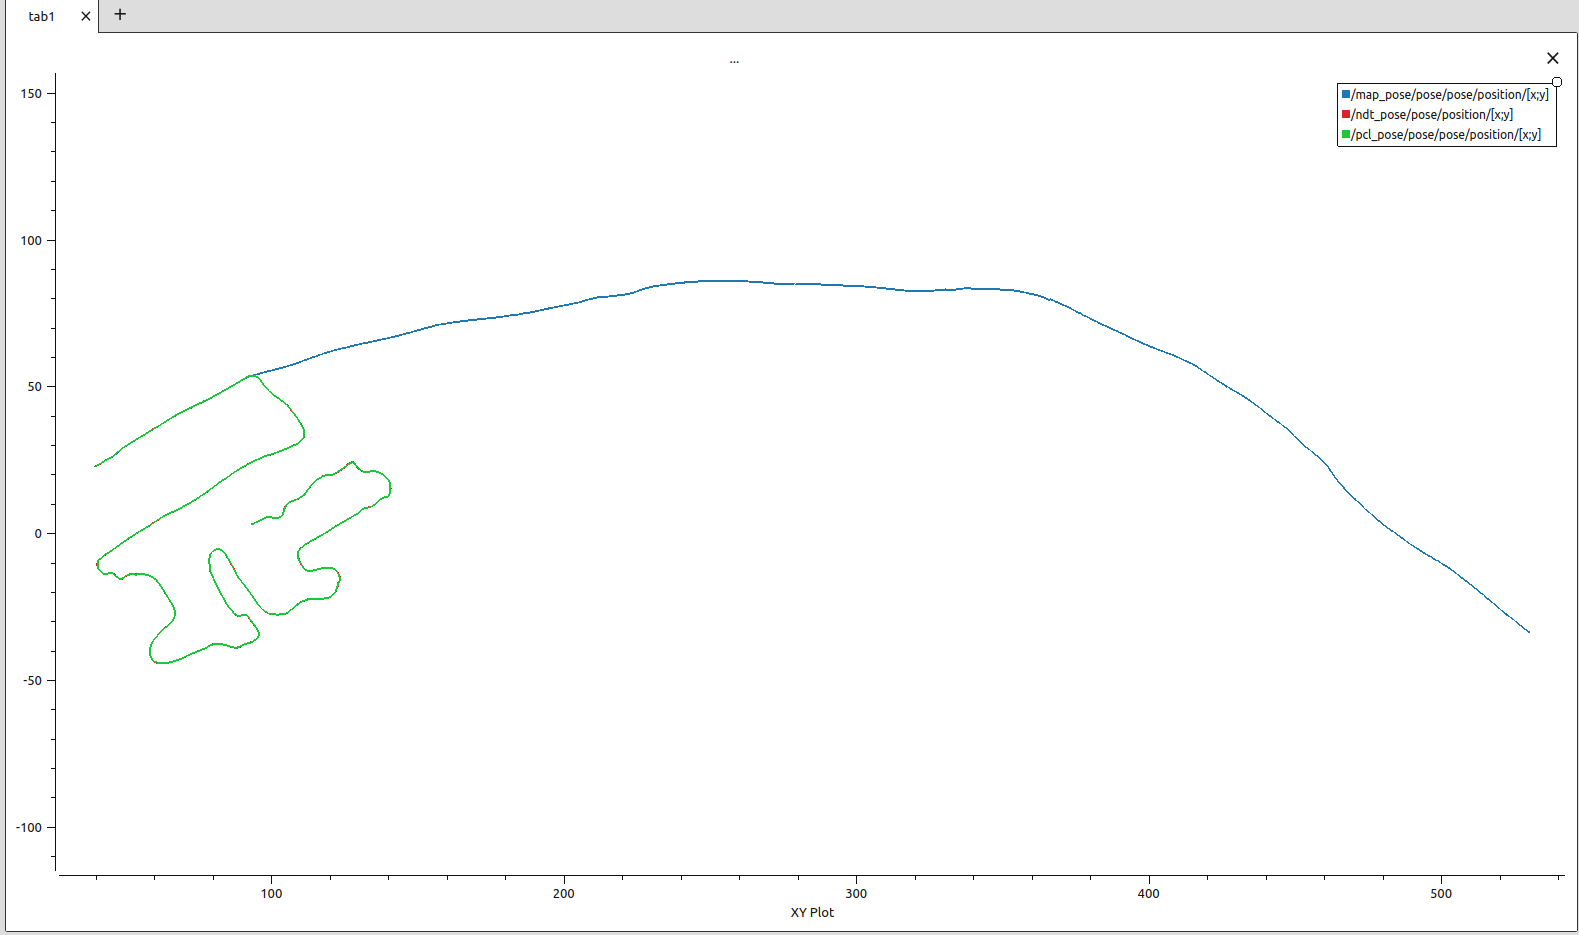 tab1
...
/map_pose/pose/pose/position/[x;y]
/ndt_pose/pose/position/[x;y]
/pcl_pose/pose/pose/position/[x;y]
150
100
50
0
-50
-100
100 200 300 400 500
XY Plot